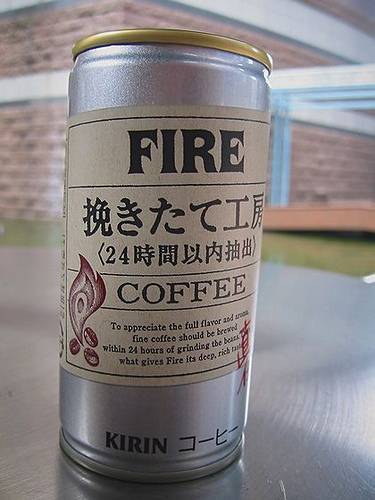 FIRE
挽きたて工房
〈24時間以内抽出〉
COFFEE
To appreciate the full flavor and aroma,
fine coffee should be brewed
within 24 hours of grinding the beans
what gives Fire its deep, rich
KIRIN コーヒー